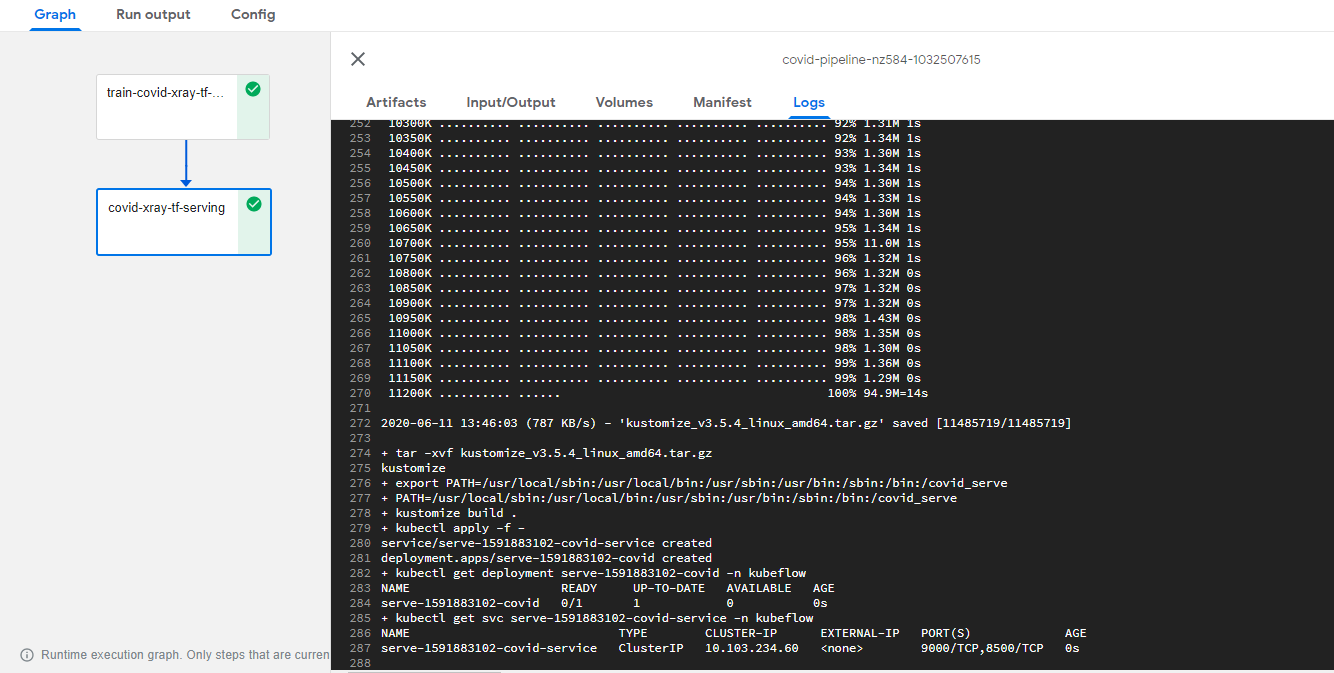 Graph Run output Config
train-covid-xray-tf-...
covid-xray-tf-serving
Runtime execution graph. Only steps that are curren
covid-pipeline-nz584-1032507615
Artifacts Input/Output Volumes Manifest Logs
252 10300K .......... .......... .......... .......... .......... 92% 1.31M 1s
253 10350K .......... .......... .......... .......... .......... 92% 1.34M 1s
254 10400K .......... .......... .......... .......... .......... 93% 1.30M 1s
255 10450K .......... .......... .......... .......... .......... 93% 1.34M 1s
256 10500K .......... .......... .......... .......... .......... 94% 1.30M 1s
257 10550K .......... .......... .......... .......... .......... 94% 1.33M 1s
258 10600K .......... .......... .......... .......... .......... 94% 1.30M 1s
259 10650K .......... .......... .......... .......... .......... 95% 1.34M 1s
260 10700K .......... .......... .......... .......... .......... 95% 11.0M 1s
261 10750K .......... .......... .......... .......... .......... 96% 1.32M 1s
262 10800K .......... .......... .......... .......... .......... 96% 1.32M 0s
263 10850K .......... .......... .......... .......... .......... 97% 1.32M 0s
264 10900K .......... .......... .......... .......... .......... 97% 1.32M 0s
265 10950K .......... .......... .......... .......... .......... 98% 1.43M 0s
266 11000K .......... .......... .......... .......... .......... 98% 1.35M 0s
267 11050K .......... .......... .......... .......... .......... 98% 1.30M 0s
268 11100K .......... .......... .......... .......... .......... 99% 1.36M 0s
269 11150K .......... .......... .......... .......... .......... 99% 1.29M 0s
270 11200K .......... ...... 100% 94.9M=14s
271
272 2020-06-11 13:46:03 (787 KB/s) - 'kustomize_v3.5.4_linux_amd64.tar.gz' saved [11485719/11485719]
273
274 + tar -xvf kustomize_v3.5.4_linux_amd64.tar.gz
275 kustomize
276 + export PATH=/usr/local/sbin:/usr/local/bin:/usr/sbin:/usr/bin:/sbin:/bin:/covid_serve
277 + PATH=/usr/local/sbin:/usr/local/bin:/usr/sbin:/usr/bin:/sbin:/bin:/covid_serve
278 + kustomize build .
279 + kubectl apply -f -
280 service/serve-1591883102-covid-service created
281 deployment.apps/serve-1591883102-covid created
282 + kubectl get deployment serve-1591883102-covid -n kubeflow
283 NAME READY UP-TO-DATE AVAILABLE AGE
284 serve-1591883102-covid 0/1 1 0 0s
285 + kubectl get svc serve-1591883102-covid-service -n kubeflow
286 NAME TYPE CLUSTER-IP EXTERNAL-IP PORT(S) AGE
287 serve-1591883102-covid-service ClusterIP 10.103.234.60 <none> 9000/TCP,8500/TCP 0s
288